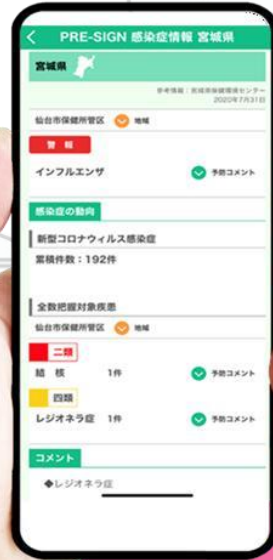 PRE-SIGN 感染症情報 宮城県
宮城県
参考情報：宮城県保健環境センター
2020年7月31日
仙台市保健所管区 地域
警 報
インフルエンザ 予防コメント
感染症の動向
新型コロナウィルス感染症
累積件数：192件
全数把握対象疾患
仙台市保健所管区 地域
二類
結 核 1件 予防コメント
四類
レジオネラ症 1件 予防コメント
コメント
◆レジオネラ症